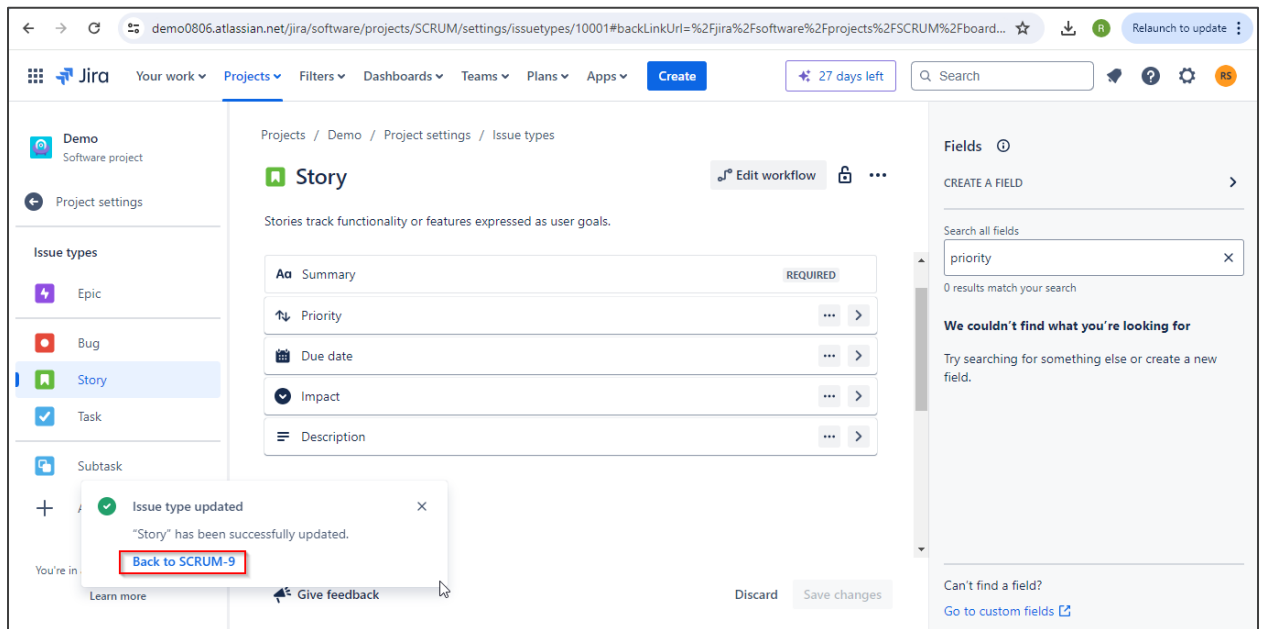 demo0806.atlassian.net/jira/software/projects/SCRUM/settings/issuetypes/10001#backLinkUrl=%2Fjira%2Fsoftware%2Fprojects%2FSCRUM%2Fboard...
R
Relaunch to update
Jira
Your work
Projects
Filters
Dashboards
Teams
Plans
Apps
Create
27 days left
Search
RS
Demo
Software project
Project settings
Issue types
Epic
Bug
Story
Task
Subtask
You're in
Learn more
Projects / Demo / Project settings / Issue types
Story
Edit workflow
Stories track functionality or features expressed as user goals.
Aa Summary
REQUIRED
Priority
Due date
Impact
Description
Issue type updated
“Story” has been successfully updated.
Back to SCRUM-9
Give feedback
Discard
Save changes
Fields
CREATE A FIELD
Search all fields
priority
0 results match your search
We couldn’t find what you’re looking for
Try searching for something else or create a new
field.
Can’t find a field?
Go to custom fields